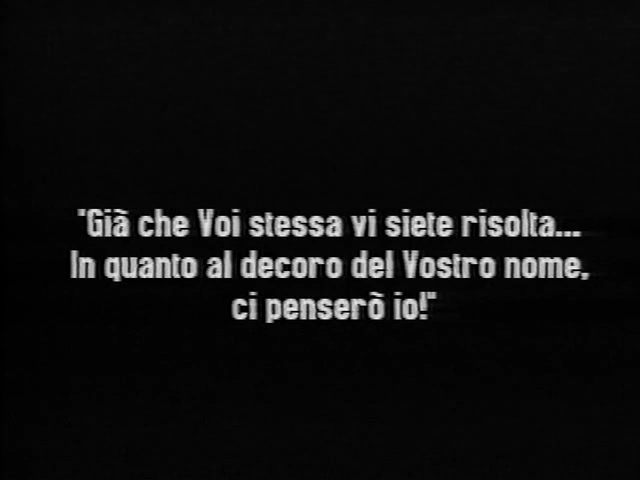 "Già che Voi stessa vi siete risolta...
In quanto al decoro del Vostro nome,
ci penserò io!"